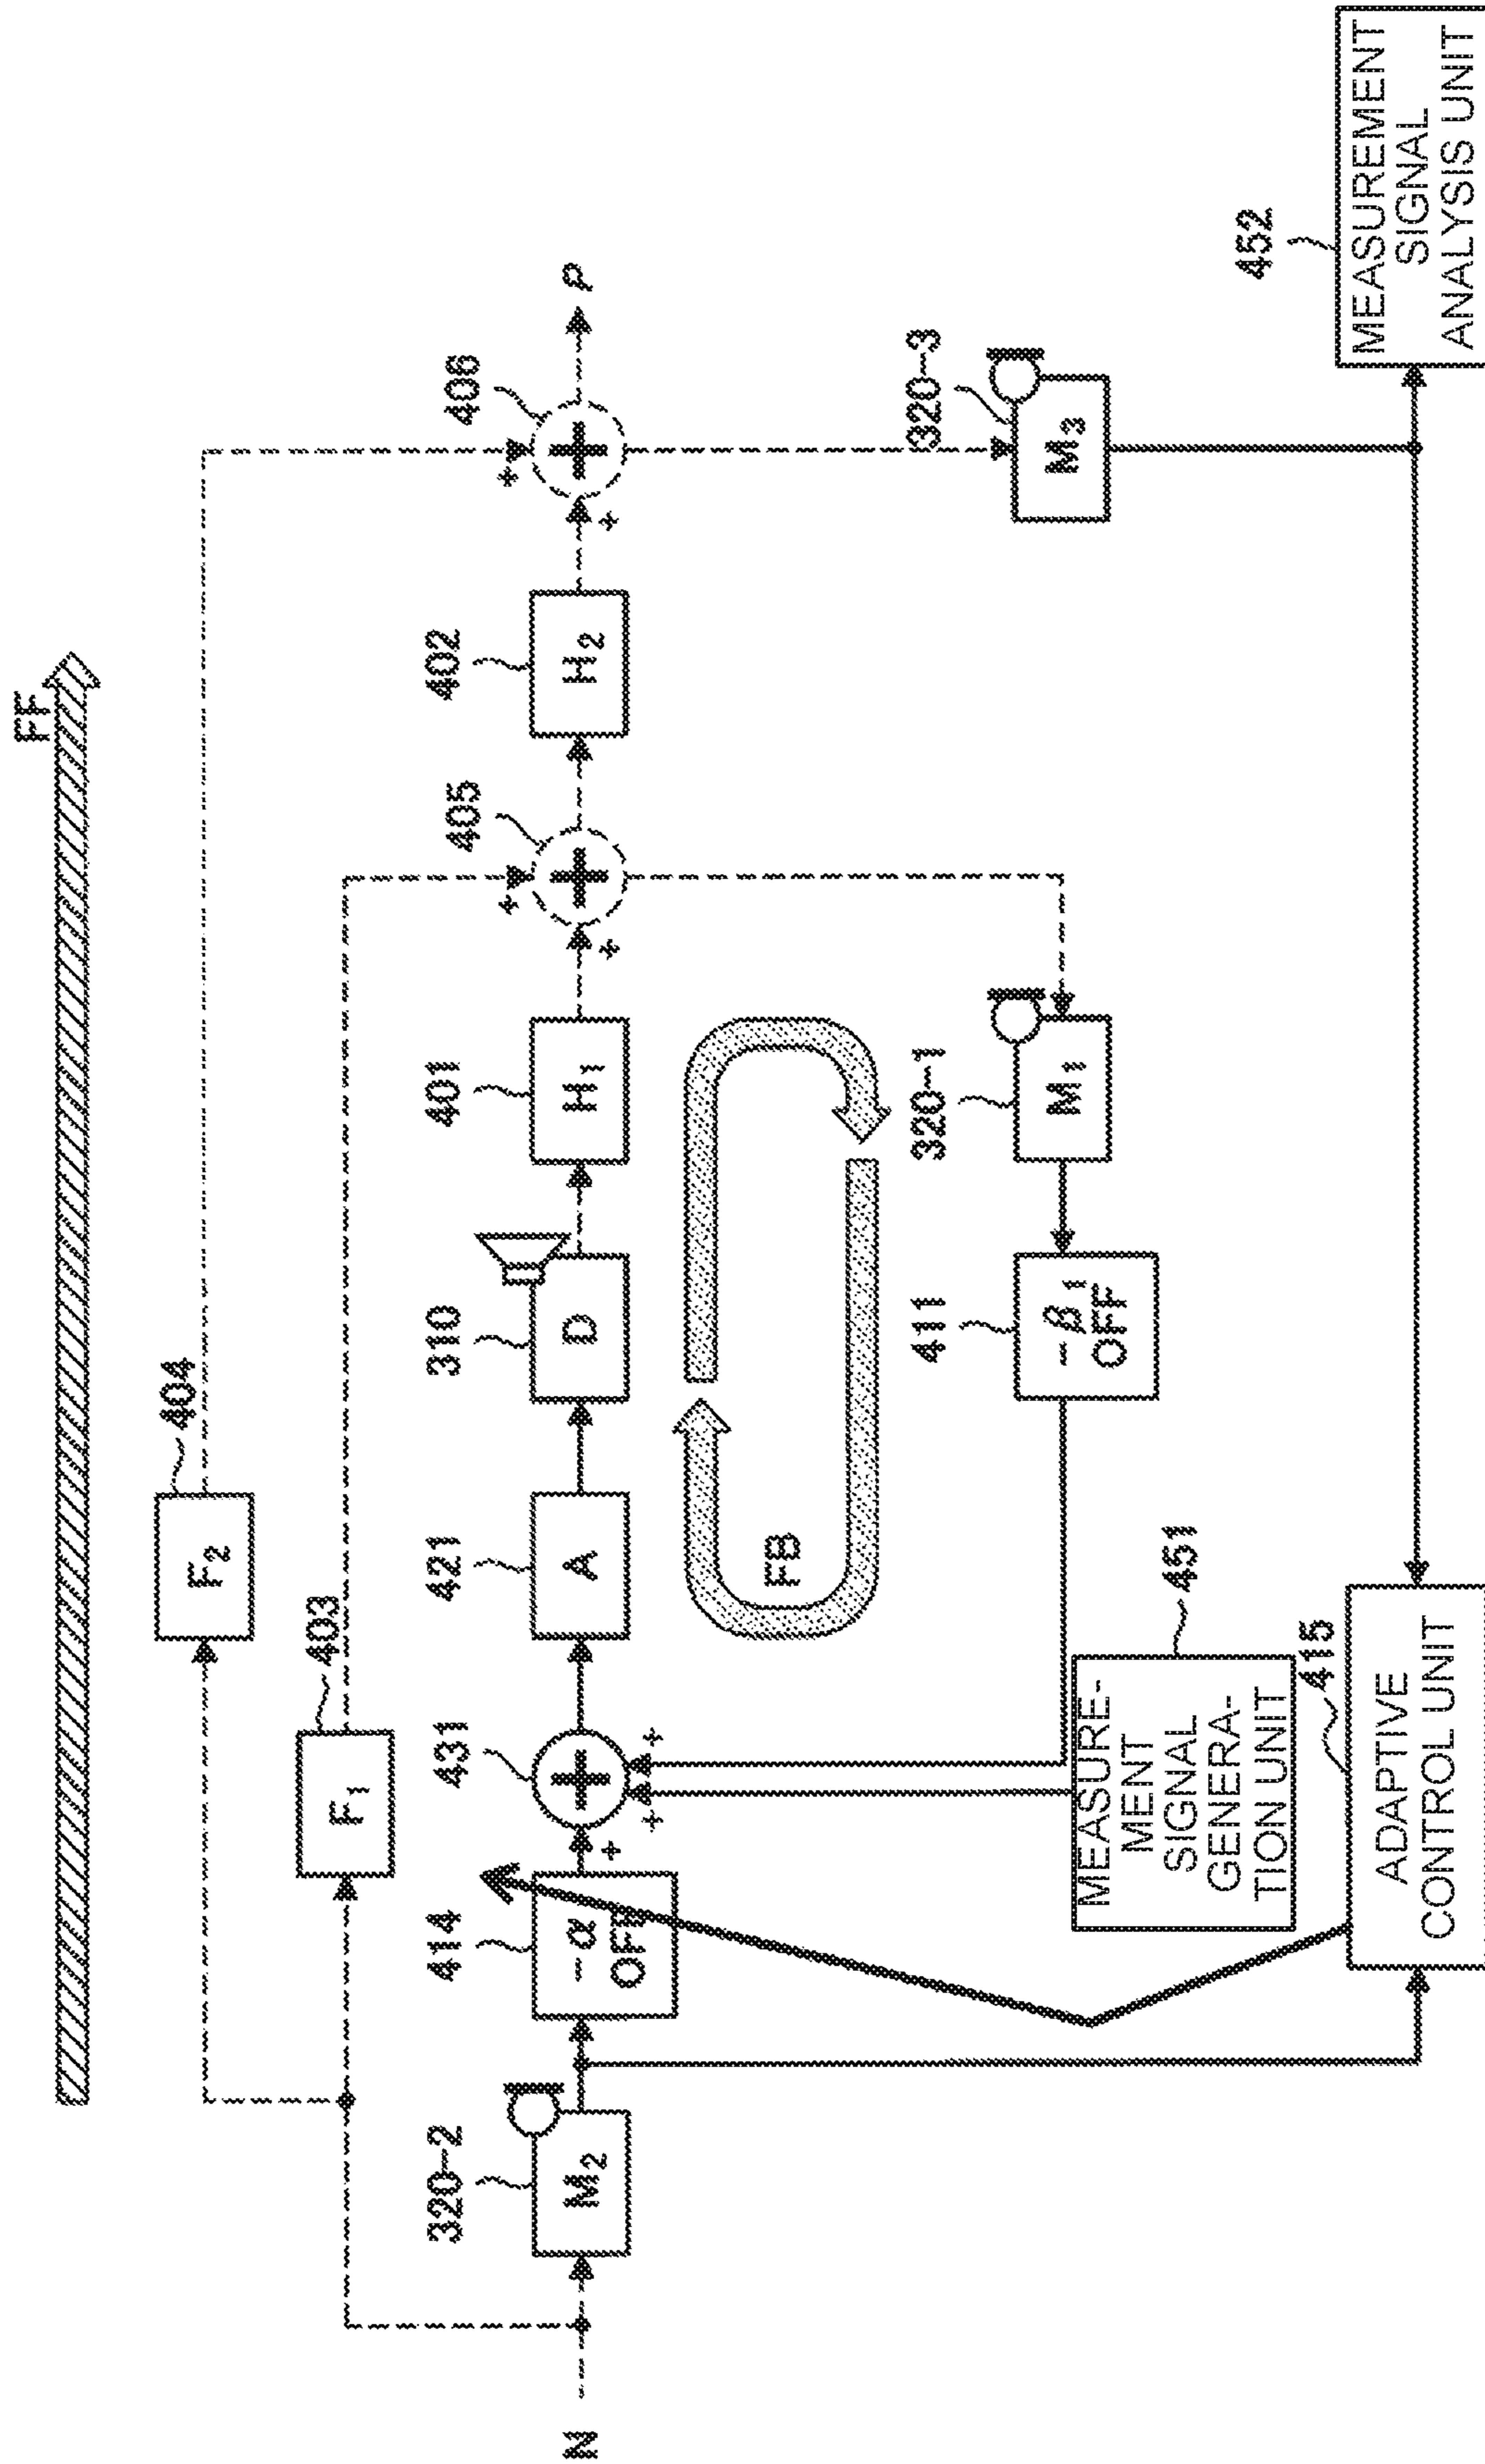 FF
404
F2
403
F1
406
P
405
402
H2
401
H1
310
D
421
A
431
414
-α
OFF
320-2
M2
N
FB
320-3
M3
320-1
M1
411
-β1
OFF
451
MEASURE-
MENT
SIGNAL
GENERA-
TION UNIT
415
ADAPTIVE
CONTROL UNIT
452
MEASUREMENT
SIGNAL
ANALYSIS UNIT